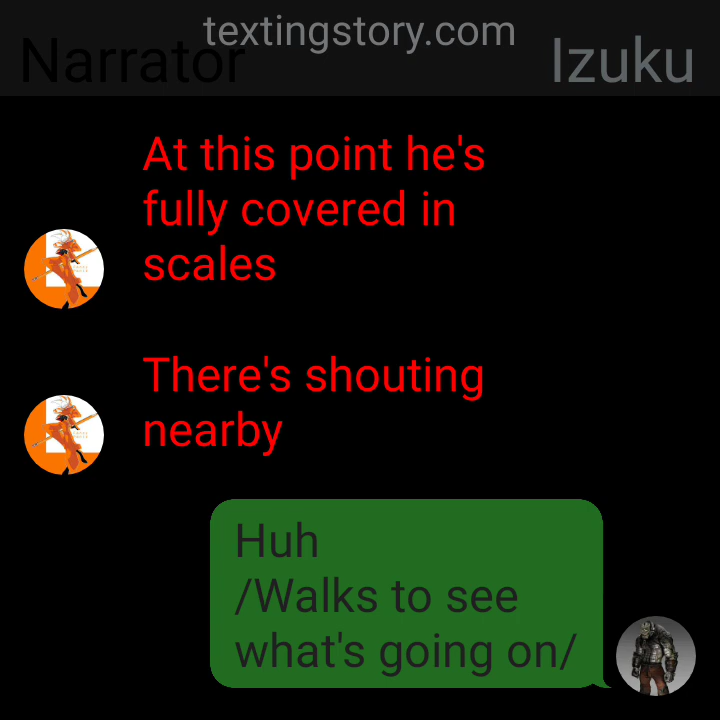 textingstory.com
Narrator
Izuku
At this point he's
fully covered in
scales
There's shouting
nearby
Huh
/Walks to see
what's going on/